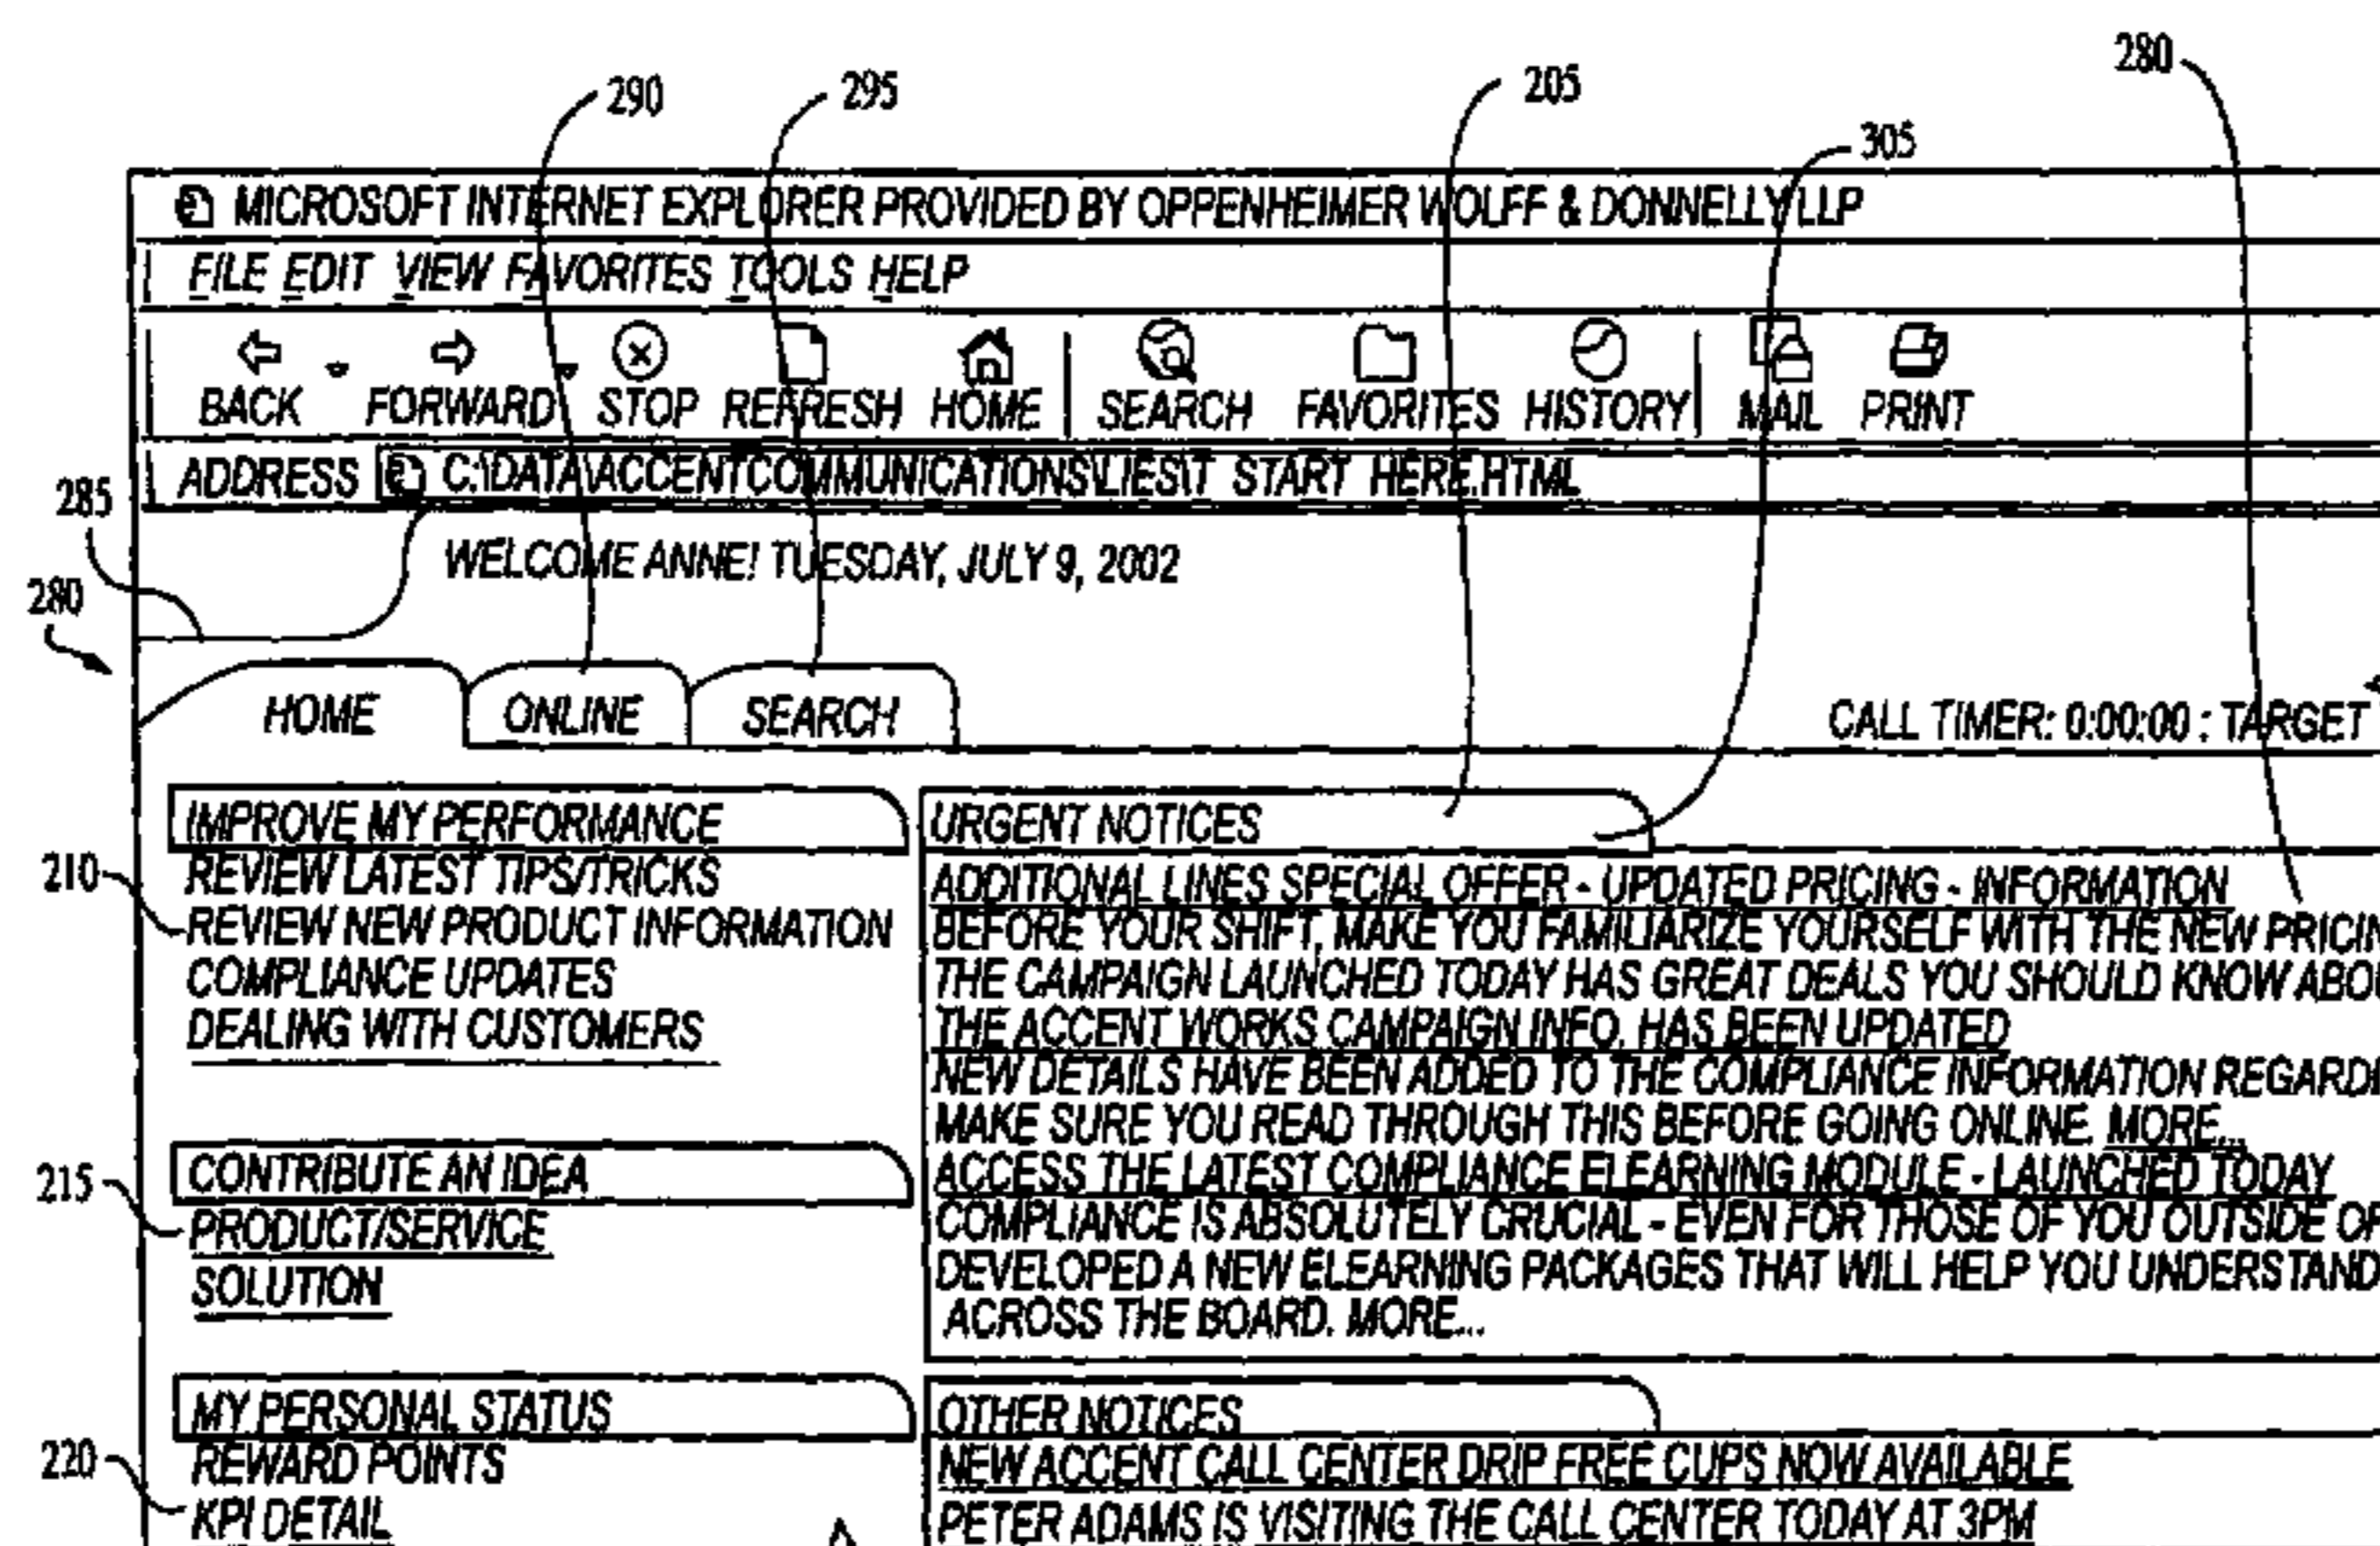 290 295 205 280
305
MICROSOFT INTERNET EXPLORER PROVIDED BY OPPENHEIMER WOLFF & DONNELLY LLP
FILE EDIT VIEW FAVORITES TOOLS HELP
BACK FORWARD STOP REFRESH HOME SEARCH FAVORITES HISTORY MAIL PRINT
ADDRESS C:\DATA\ACCENTCOMMUNICATIONS\LIES\T START HERE.HTML
285
WELCOME ANNE! TUESDAY, JULY 9, 2002
280
HOME ONLINE SEARCH
CALL TIMER: 0:00:00 : TARGET
IMPROVE MY PERFORMANCE
REVIEW LATEST TIPS/TRICKS
210
REVIEW NEW PRODUCT INFORMATION
COMPLIANCE UPDATES
DEALING WITH CUSTOMERS
CONTRIBUTE AN IDEA
215
PRODUCT/SERVICE
SOLUTION
MY PERSONAL STATUS
REWARD POINTS
220
KPI DETAIL
URGENT NOTICES
ADDITIONAL LINES SPECIAL OFFER - UPDATED PRICING - INFORMATION
BEFORE YOUR SHIFT, MAKE YOU FAMILIARIZE YOURSELF WITH THE NEW PRICIN
THE CAMPAIGN LAUNCHED TODAY HAS GREAT DEALS YOU SHOULD KNOW ABOU
THE ACCENT WORKS CAMPAIGN INFO. HAS BEEN UPDATED
NEW DETAILS HAVE BEEN ADDED TO THE COMPLIANCE INFORMATION REGARDI
MAKE SURE YOU READ THROUGH THIS BEFORE GOING ONLINE. MORE...
ACCESS THE LATEST COMPLIANCE ELEARNING MODULE - LAUNCHED TODAY
COMPLIANCE IS ABSOLUTELY CRUCIAL - EVEN FOR THOSE OF YOU OUTSIDE OF
DEVELOPED A NEW ELEARNING PACKAGES THAT WILL HELP YOU UNDERSTAND
ACROSS THE BOARD. MORE...
OTHER NOTICES
NEW ACCENT CALL CENTER DRIP FREE CUPS NOW AVAILABLE
PETER ADAMS IS VISITING THE CALL CENTER TODAY AT 3PM